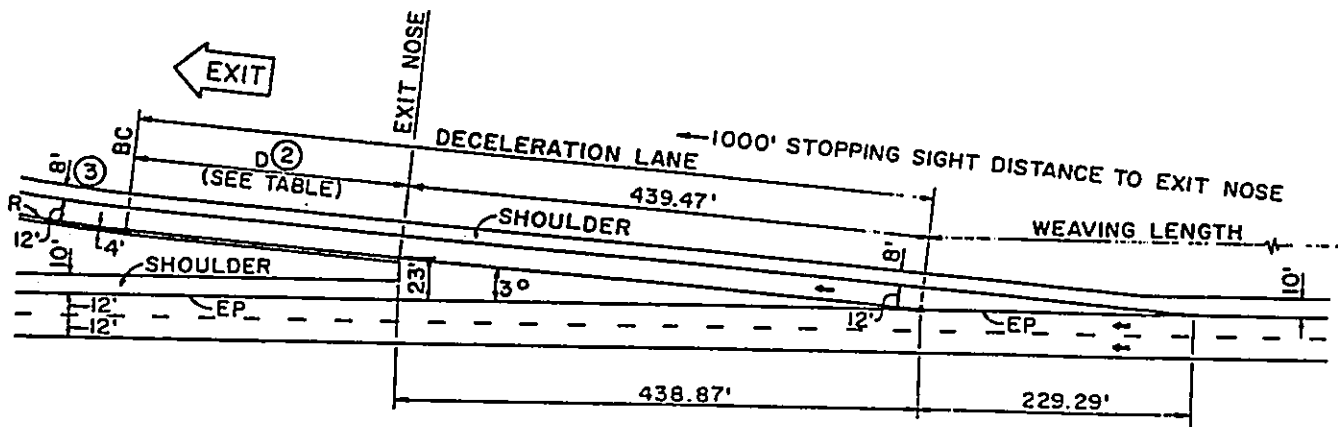 EXIT
EXIT NOSE
BC
DECELERATION LANE
←1000' STOPPING SIGHT DISTANCE TO EXIT NOSE
D②
(SEE TABLE)
439.47'
WEAVING LENGTH
8'
③
R
12'
4'
SHOULDER
8'
10'
SHOULDER
23'
3°
12'
10'
EP
EP
12'
12'
438.87'
229.29'